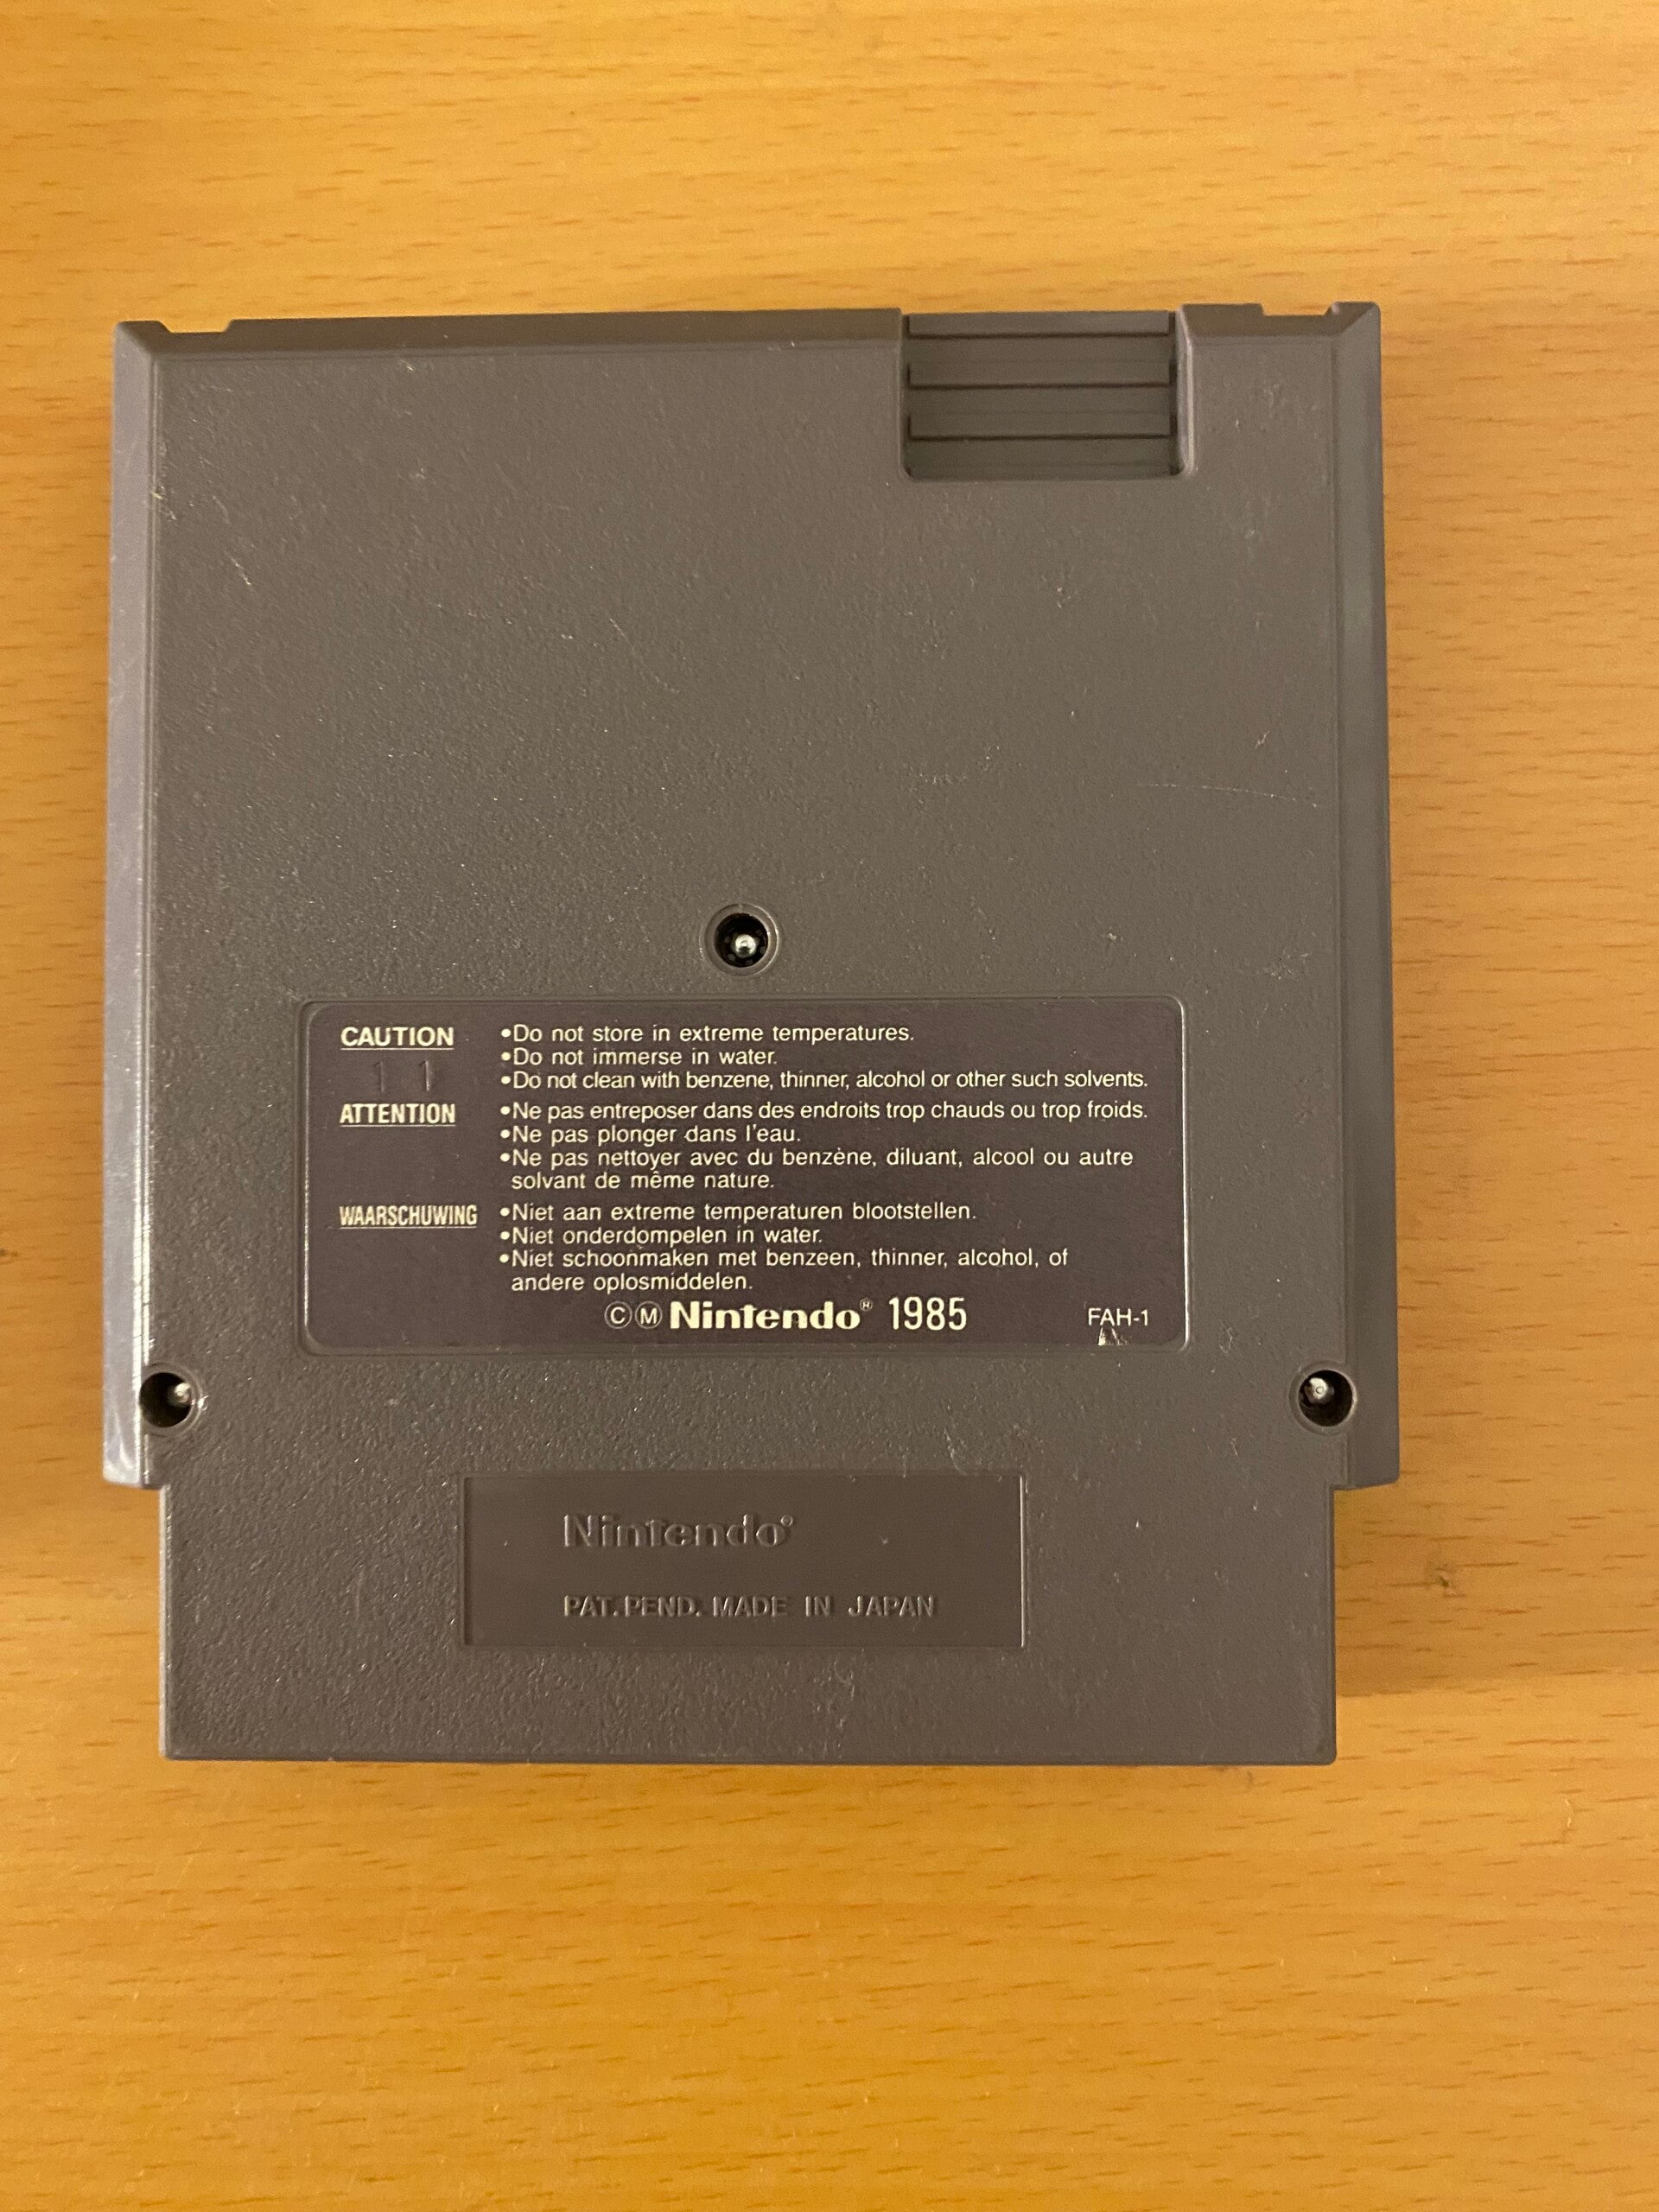 CAUTION
•Do not store in extreme temperatures.
•Do not immerse in water.
•Do not clean with benzene, thinner, alcohol or other such solvents.
11
ATTENTION
•Ne pas entreposer dans des endroits trop chauds ou trop froids.
•Ne pas plonger dans l'eau.
•Ne pas nettoyer avec du benzène, diluant, alcool ou autre
solvant de même nature.
WAARSCHUWING
•Niet aan extreme temperaturen blootstellen.
•Niet onderdompelen in water.
•Niet schoonmaken met benzeen, thinner, alcohol, of
andere oplosmiddelen.
ⒸⓂ Nintendo® 1985
FAH-1
Nintendo®
PAT. PEND. MADE IN JAPAN